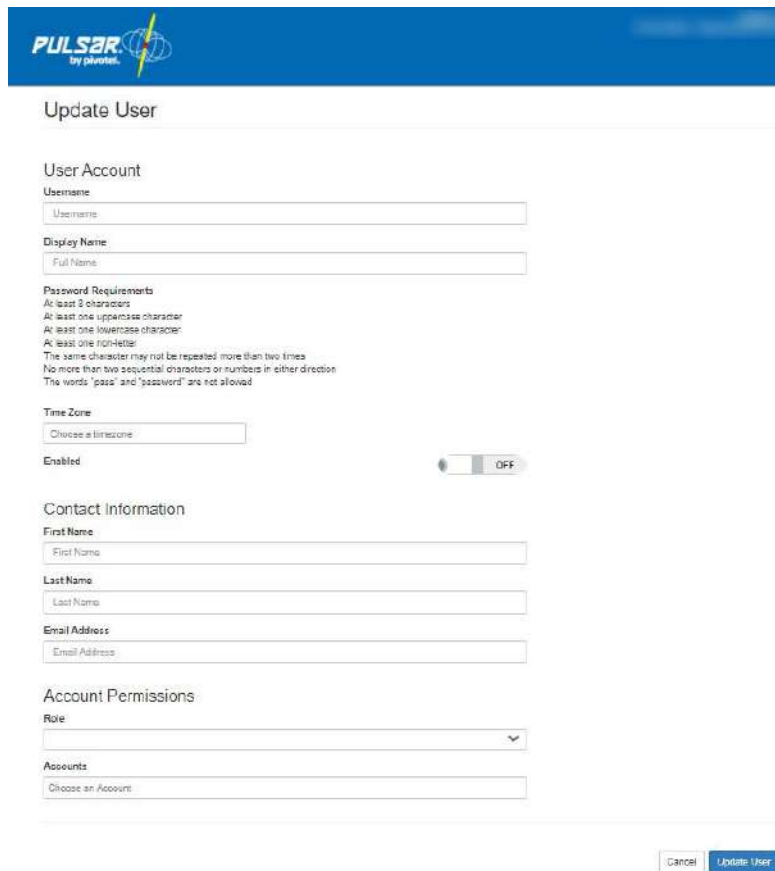 PULSAR.
by pivotel.
Update User
User Account
Username
Username
Display Name
Full Name
Password Requirements
At least 8 characters
At least one uppercase character
At least one lowercase character
At least one non-letter
The same character may not be repeated more than two times
No more than two sequential characters or numbers in either direction
The words "pass" and "password" are not allowed
Time Zone
Choose a timezone
Enabled
OFF
Contact Information
First Name
First Name
Last Name
Last Name
Email Address
Email Address
Account Permissions
Role
Accounts
Choose an Account
Cancel Update User